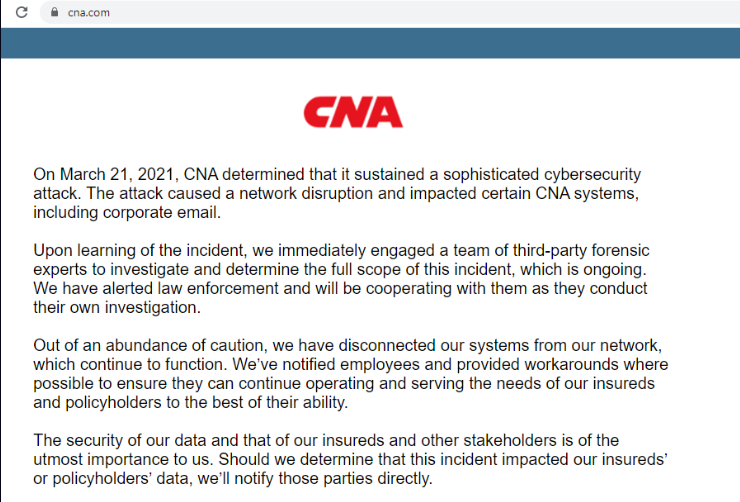 cna.com
CNA
On March 21, 2021, CNA determined that it sustained a sophisticated cybersecurity
attack. The attack caused a network disruption and impacted certain CNA systems,
including corporate email.
Upon learning of the incident, we immediately engaged a team of third-party forensic
experts to investigate and determine the full scope of this incident, which is ongoing.
We have alerted law enforcement and will be cooperating with them as they conduct
their own investigation.
Out of an abundance of caution, we have disconnected our systems from our network,
which continue to function. We’ve notified employees and provided workarounds where
possible to ensure they can continue operating and serving the needs of our insureds
and policyholders to the best of their ability.
The security of our data and that of our insureds and other stakeholders is of the
utmost importance to us. Should we determine that this incident impacted our insureds’
or policyholders’ data, we’ll notify those parties directly.